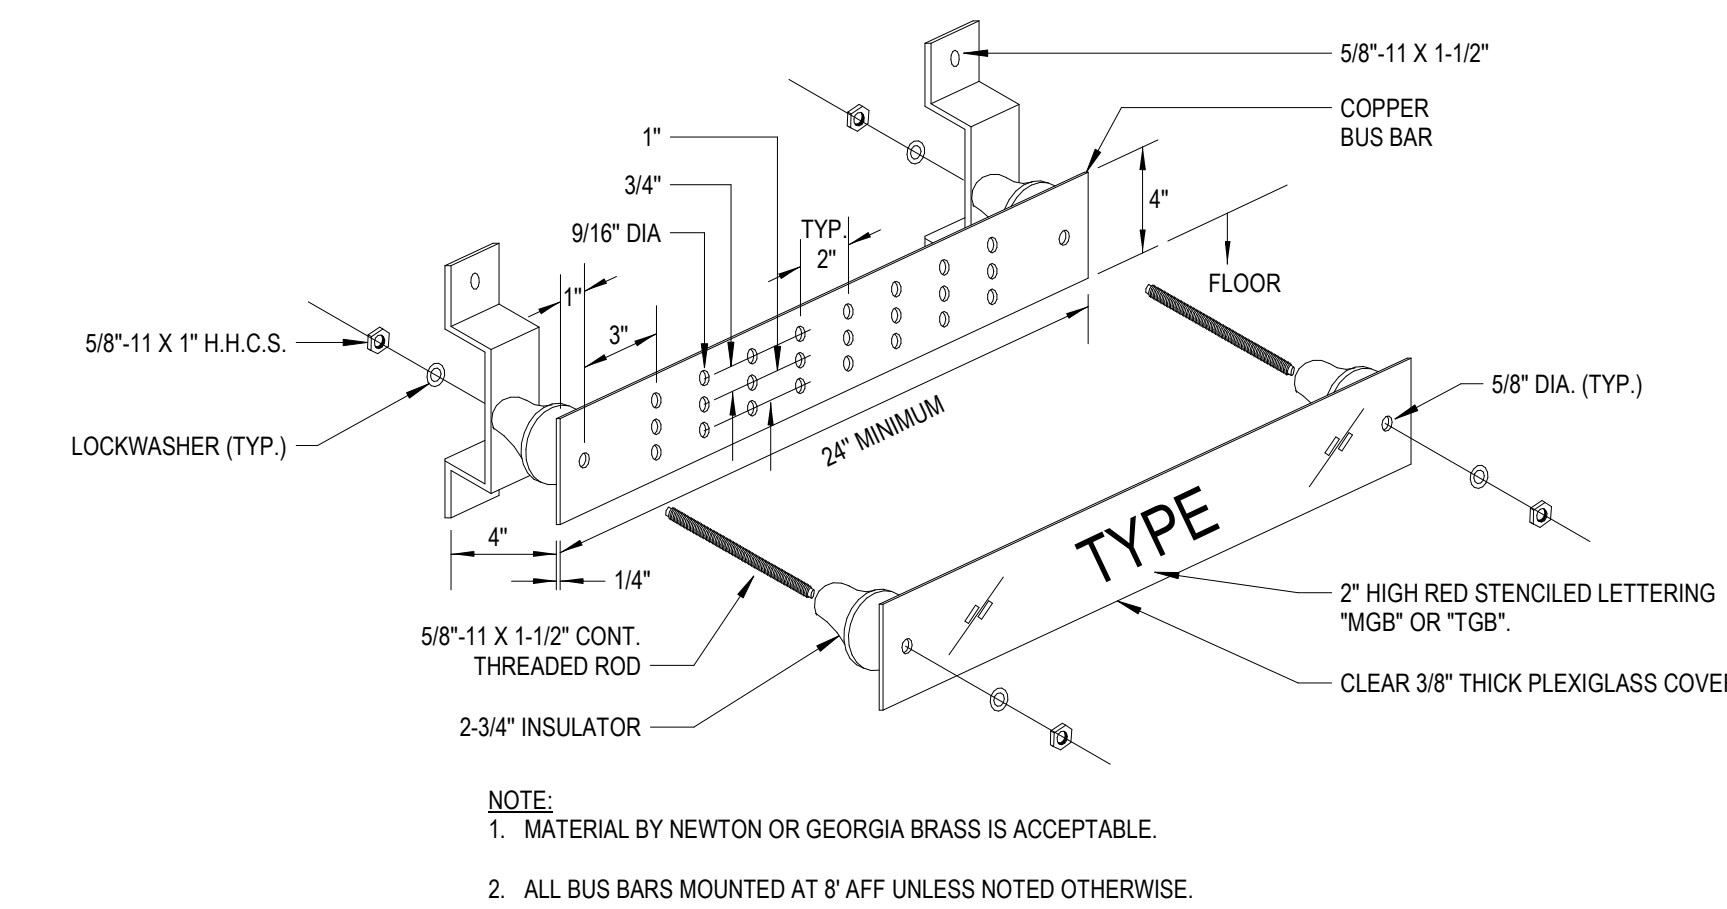 5/8"-11 X 1-1/2"
COPPER
BUS BAR
1"
3/4"
9/16" DIA
TYP.
2"
4"
FLOOR
1"
3"
5/8"-11 X 1" H.H.C.S.
LOCKWASHER (TYP.)
24" MINIMUM
5/8" DIA. (TYP.)
4"
1/4"
TYPE
2" HIGH RED STENCILED LETTERING
"MGB" OR "TGB".
5/8"-11 X 1-1/2" CONT.
THREADED ROD
CLEAR 3/8" THICK PLEXIGLASS COVER
2-3/4" INSULATOR
NOTE:
1. MATERIAL BY NEWTON OR GEORGIA BRASS IS ACCEPTABLE.
2. ALL BUS BARS MOUNTED AT 8' AFF UNLESS NOTED OTHERWISE.